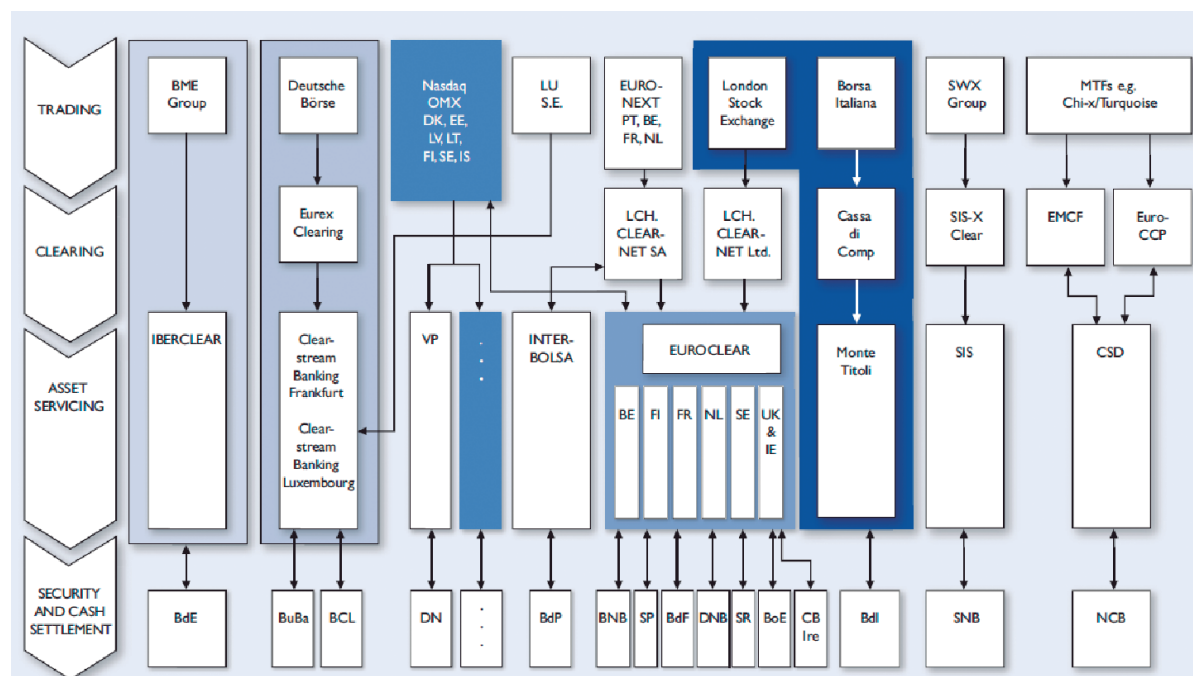 TRADING
BME
Group
Deutsche
Börse
Nasdaq
OMX
DK, EE,
LV, LT,
FI, SE, IS
LU
S.E.
EURO-
NEXT
PT, BE,
FR, NL
London
Stock
Exchange
Borsa
Italiana
SWX
Group
MTFs e.g.
Chi-x/Turquoise
CLEARING
Eurex
Clearing
LCH.
CLEAR-
NET SA
LCH.
CLEAR-
NET Ltd.
Cassa
di
Comp
SIS-X
Clear
EMCF
Euro-
CCP
ASSET
SERVICING
IBERCLEAR
Clear-
stream
Banking
Frankfurt
Clear-
stream
Banking
Luxembourg
VP
.
.
.
INTER-
BOLSA
EUROCLEAR
BE
FI
FR
NL
SE
UK
&
IE
Monte
Titoli
SIS
CSD
SECURITY
AND CASH
SETTLEMENT
BdE
BuBa
BCL
DN
.
.
.
.
BdP
BNB
SP
BdF
DNB
SR
BoE
CB
Ire
BdI
SNB
NCB